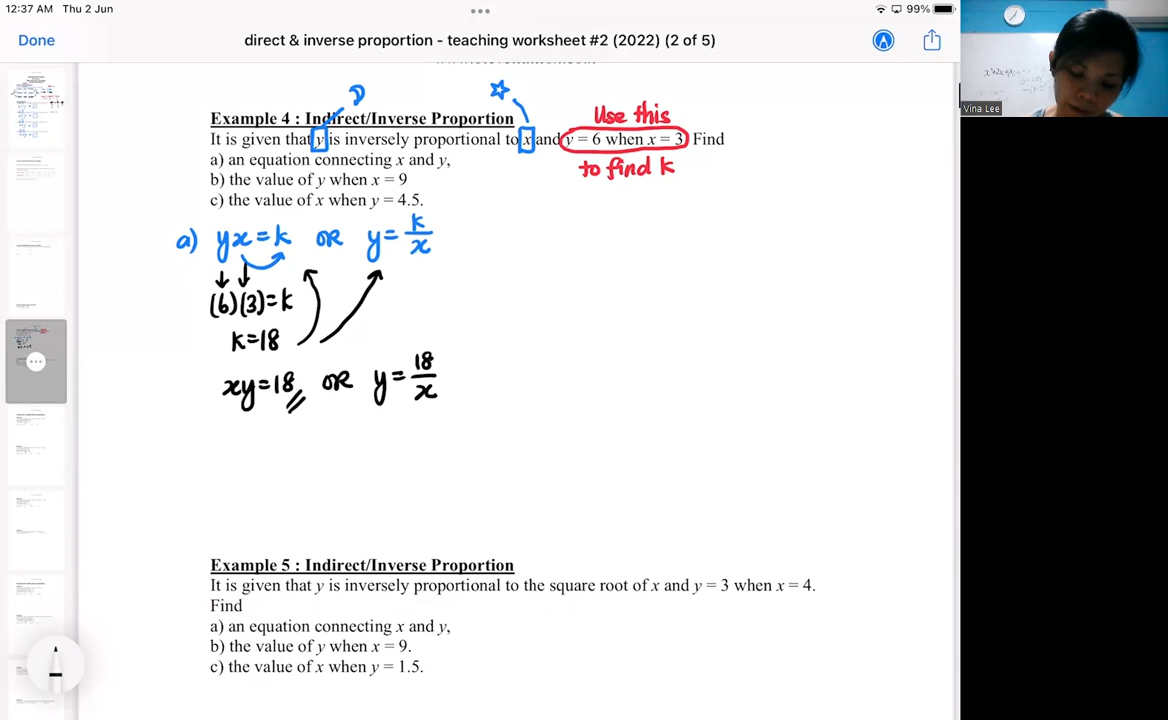 12:37 AM Thu 2 Jun
99%
Done
direct & inverse proportion - teaching worksheet #2 (2022) (2 of 5)
Example 4 : Indirect/Inverse Proportion
It is given that y is inversely proportional to x and y = 6 when x = 3. Find
Use this
to find k
a) an equation connecting x and y,
b) the value of y when x = 9
c) the value of x when y = 4.5.
a) yx = k OR y = k/x
(6)(3) = k
k = 18
xy = 18 OR y = 18/x
Example 5 : Indirect/Inverse Proportion
It is given that y is inversely proportional to the square root of x and y = 3 when x = 4.
Find
a) an equation connecting x and y,
b) the value of y when x = 9.
c) the value of x when y = 1.5.
Vina Lee